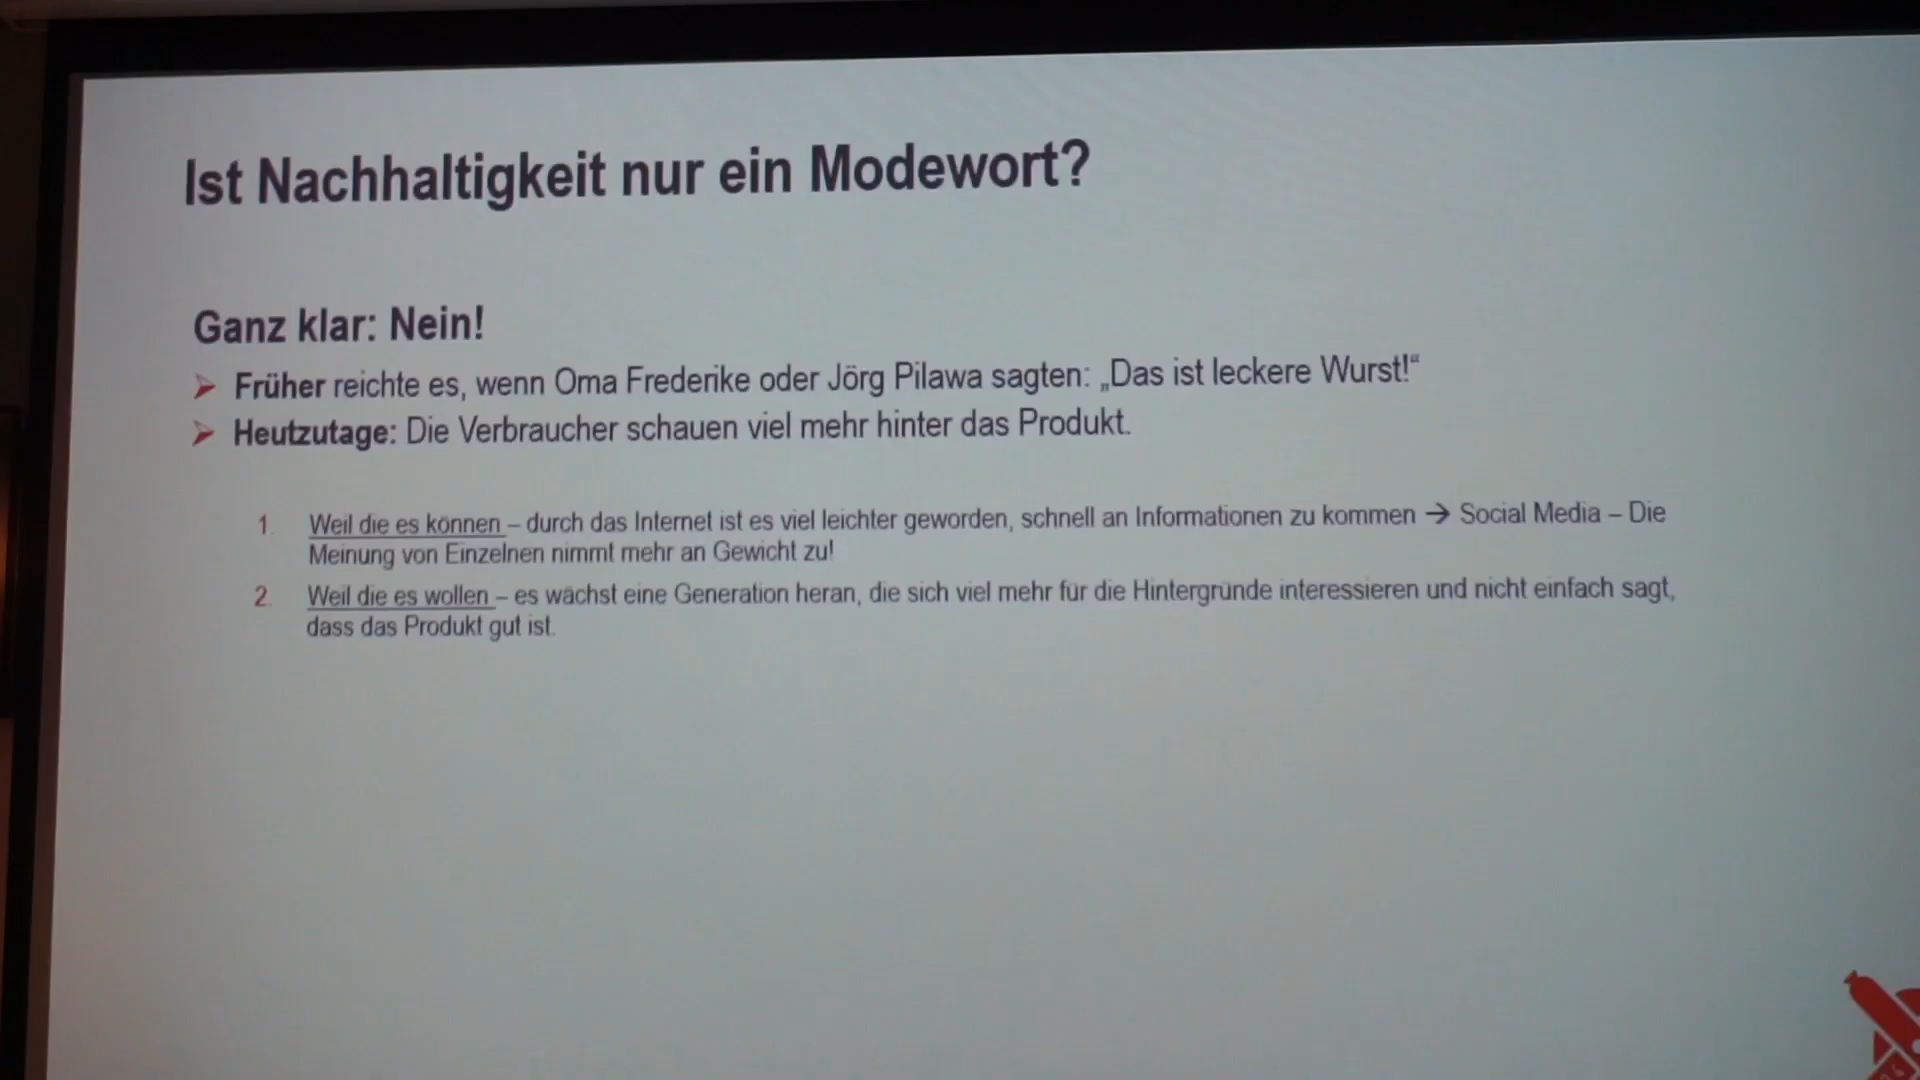 Ist Nachhaltigkeit nur ein Modewort?
Ganz klar: Nein!
Früher reichte es, wenn Oma Frederike oder Jörg Pilawa sagten: „Das ist leckere Wurst!“
Heutzutage: Die Verbraucher schauen viel mehr hinter das Produkt.
1. Weil die es können – durch das Internet ist es viel leichter geworden, schnell an Informationen zu kommen → Social Media – Die
Meinung von Einzelnen nimmt mehr an Gewicht zu!
2. Weil die es wollen – es wächst eine Generation heran, die sich viel mehr für die Hintergründe interessieren und nicht einfach sagt,
dass das Produkt gut ist.